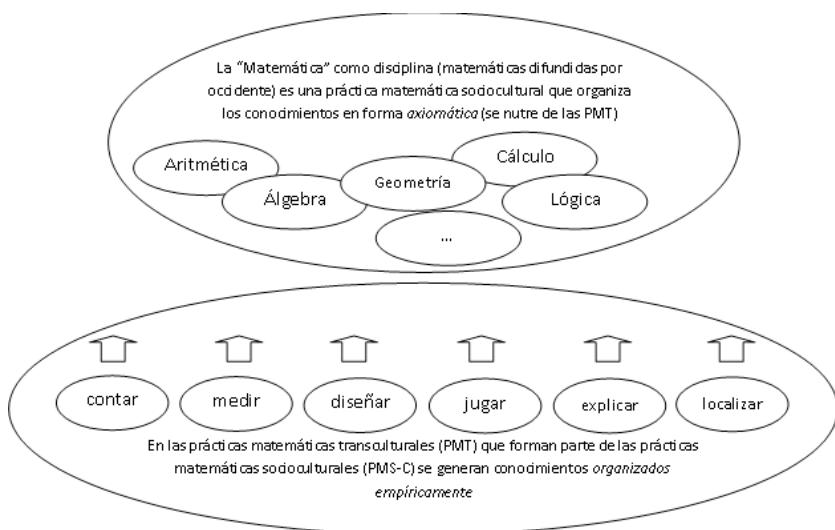 La “Matemática” como disciplina (matemáticas difundidas por
occidente) es una práctica matemática sociocultural que organiza
los conocimientos en forma axiomática (se nutre de las PMT)
Aritmética
Álgebra
Geometría
Cálculo
Lógica
...
contar
medir
diseñar
jugar
explicar
localizar
En las prácticas matemáticas transculturales (PMT) que forman parte de las prácticas
matemáticas socioculturales (PMS-C) se generan conocimientos organizados
empíricamente